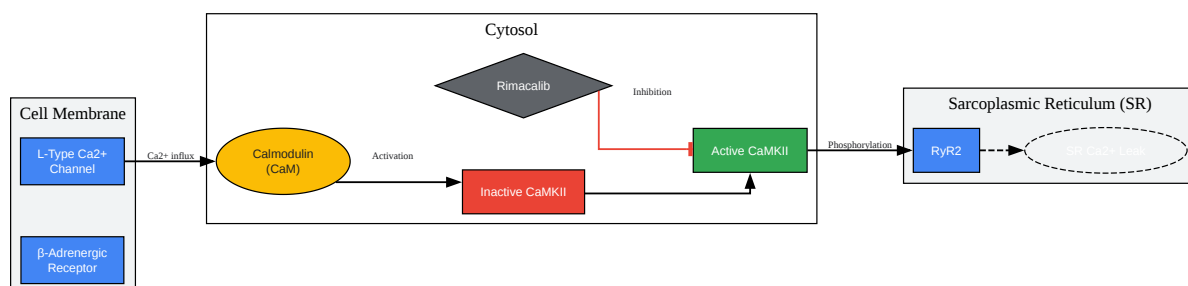 Cytosol
Rimacalib
Inhibition
Cell Membrane
L-Type Ca2+
Channel
Ca2+ influx
Calmodulin
(CaM)
Activation
Inactive CaMKII
Active CaMKII
Phosphorylation
Sarcoplasmic Reticulum (SR)
RyR2
SR Ca2+ Leak
β-Adrenergic
Receptor